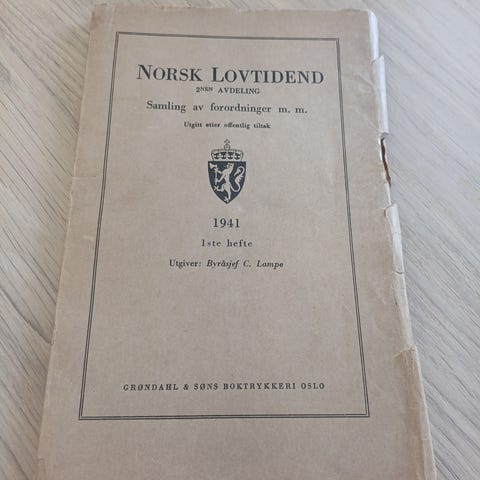 NORSK LOVTIDEND
2NEN AVDELING
Samling av forordninger m. m.
Utgitt etter offentlig tiltak
1941
1ste hefte
Utgiver: Byråsjef C. Lampe
GRØNDAHL & SØNS BOKTRYKKERI OSLO